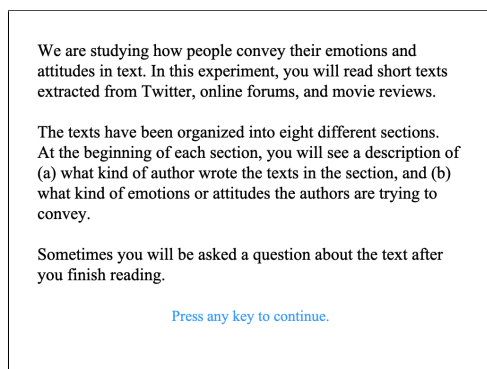 We are studying how people convey their emotions and
attitudes in text. In this experiment, you will read short texts
extracted from Twitter, online forums, and movie reviews.
The texts have been organized into eight different sections.
At the beginning of each section, you will see a description of
(a) what kind of author wrote the texts in the section, and (b)
what kind of emotions or attitudes the authors are trying to
convey.
Sometimes you will be asked a question about the text after
you finish reading.
Press any key to continue.